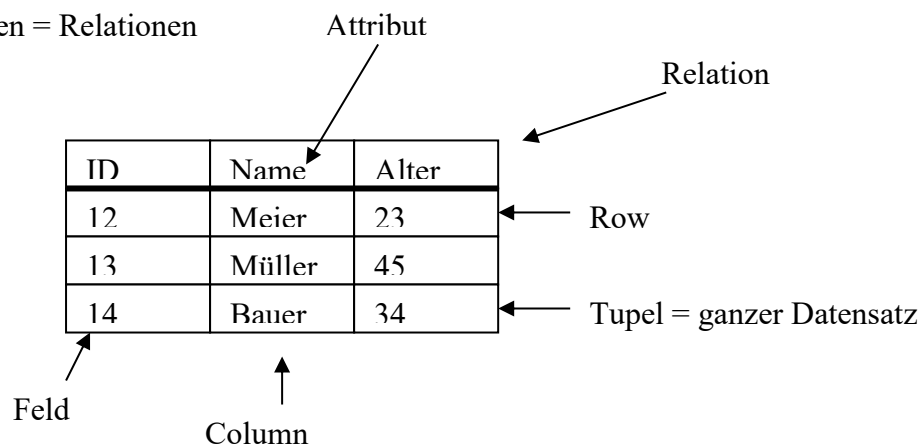 en = Relationen
Attribut
Relation
ID Name Alter
12 Meier 23
Row
13 Müller 45
14 Bauer 34
Tupel = ganzer Datensatz
Feld
Column